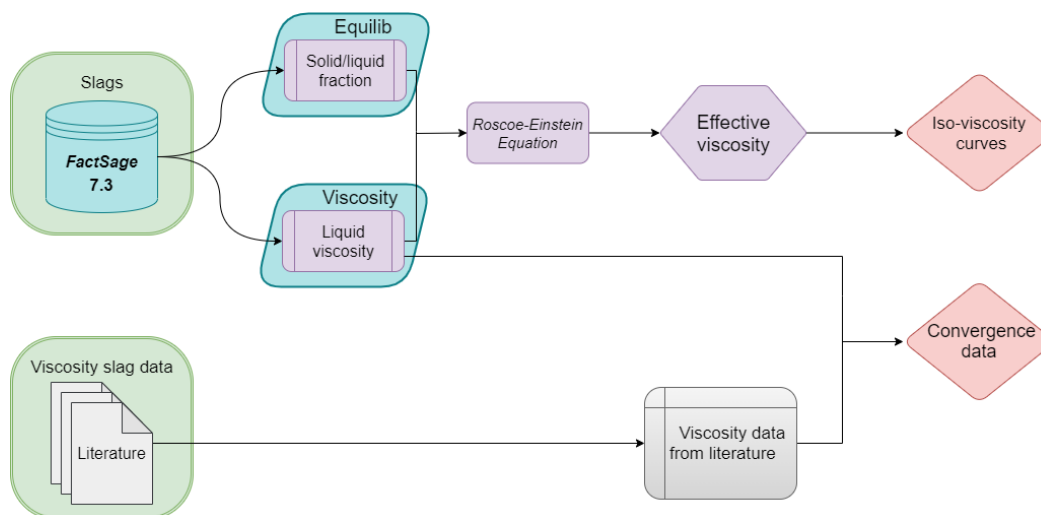 Equilib
Solid/liquid
fraction
Slags
FactSage
7.3
Roscoe-Einstein
Equation
Effective
viscosity
Iso-viscosity
curves
Viscosity
Liquid
viscosity
Convergence
data
Viscosity slag data
Literature
Viscosity data
from literature